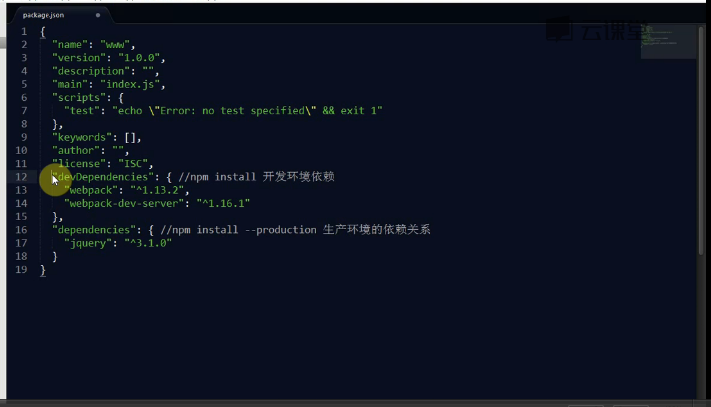 package.json
云课堂
1 {
2 "name": "www",
3 "version": "1.0.0",
4 "description": "",
5 "main": "index.js",
6 "scripts": {
7 "test": "echo \"Error: no test specified\" && exit 1"
8 },
9 "keywords": [],
10 "author": "",
11 "license": "ISC",
12 "devDependencies": { //npm install 开发环境依赖
13 "webpack": "^1.13.2",
14 "webpack-dev-server": "^1.16.1"
15 },
16 "dependencies": { //npm install --production 生产环境的依赖关系
17 "jquery": "^3.1.0"
18 }
19 }